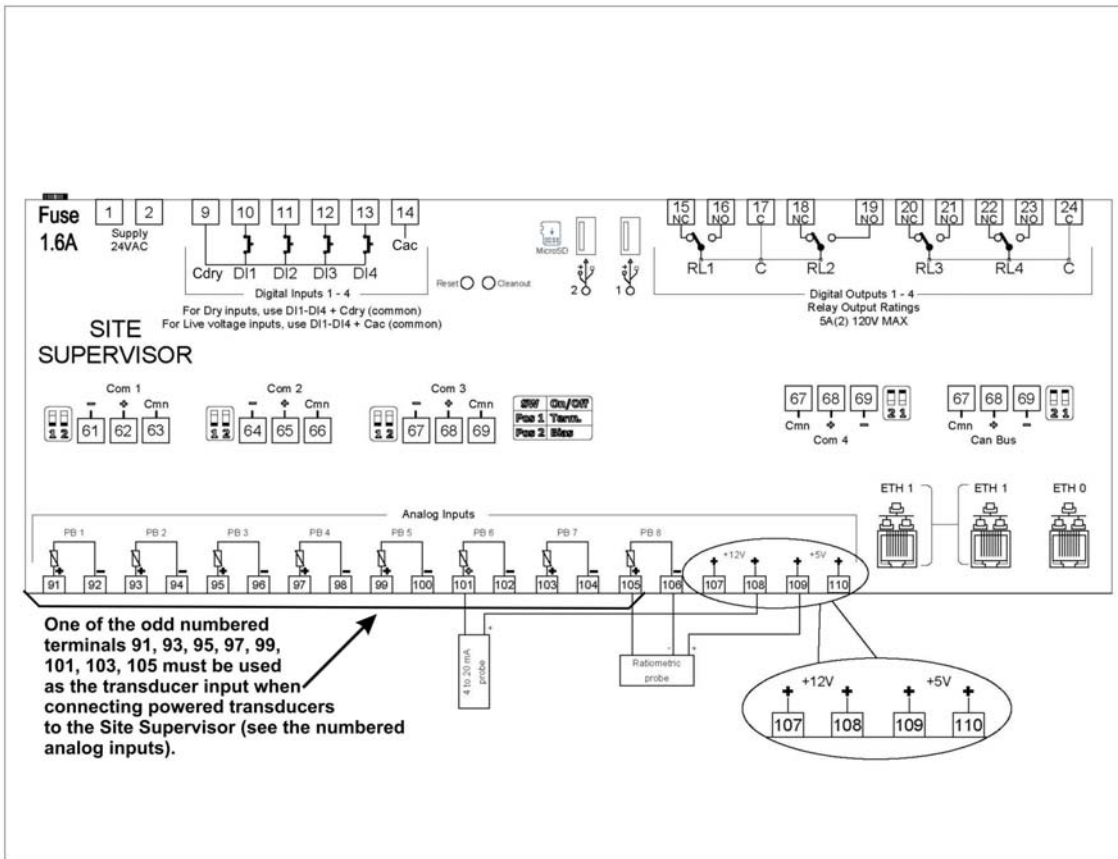 Fuse
1.6A
1 2
Supply
24VAC
9 10 11 12 13 14
Cdry DI1 DI2 DI3 DI4 Cac
Digital Inputs 1 - 4
For Dry inputs, use DI1-DI4 + Cdry (common)
For Live voltage inputs, use DI1-DI4 + Cac (common)
Reset Cleanout
MicroSD
2 1
15 16 17 18 19 20 21 22 23 24
NC NO C NC NO NC NO NC NO C
RL1 C RL2 RL3 RL4 C
Digital Outputs 1 - 4
Relay Output Ratings
5A(2) 120V MAX
SITE
SUPERVISOR
Com 1
- + Cmn
1 2 61 62 63
Com 2
- + Cmn
1 2 64 65 66
Com 3
- + Cmn
1 2 67 68 69
SW On/Off
Pos 1 Term.
Pos 2 Bias
67 68 69 2 1
Cmn + -
Com 4
67 68 69 2 1
Cmn + -
Can Bus
ETH 1 ETH 1 ETH 0
Analog Inputs
PB 1 PB 2 PB 3 PB 4 PB 5 PB 6 PB 7 PB 8
+ - + - + - + - + - + - + - + -
+ +12V + + +5V +
91 92 93 94 95 96 97 98 99 100 101 102 103 104 105 106 107 108 109 110
4 to 20 mA
probe
+
- +
Ratiometric
probe
One of the odd numbered
terminals 91, 93, 95, 97, 99,
101, 103, 105 must be used
as the transducer input when
connecting powered transducers
to the Site Supervisor (see the numbered
analog inputs).
+12V +5V
+ + + +
107 108 109 110